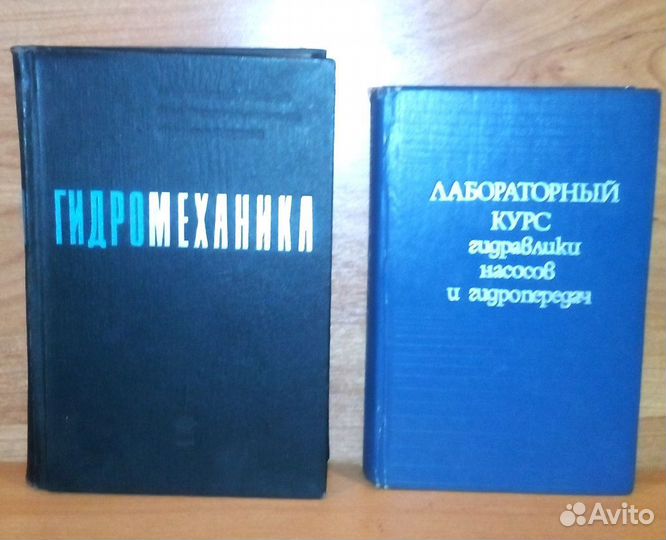 ГИДРОМЕХАНИКА
ЛАБОРАТОРНЫЙ
КУРС
гидравлики
насосов
и гидропередач
Avito